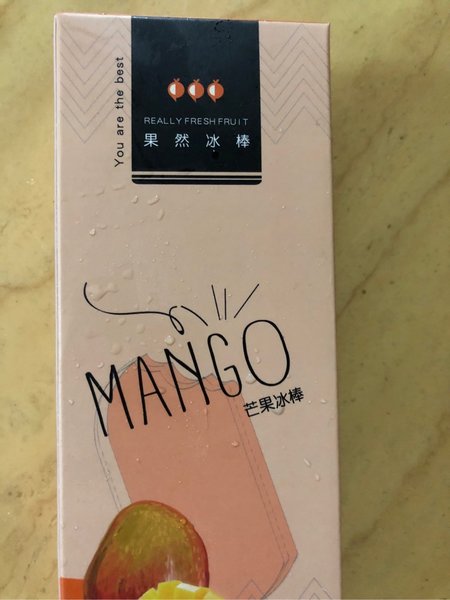 You are the best
REALLY FRESH FRUIT
果然冰棒
MANGO
芒果冰棒